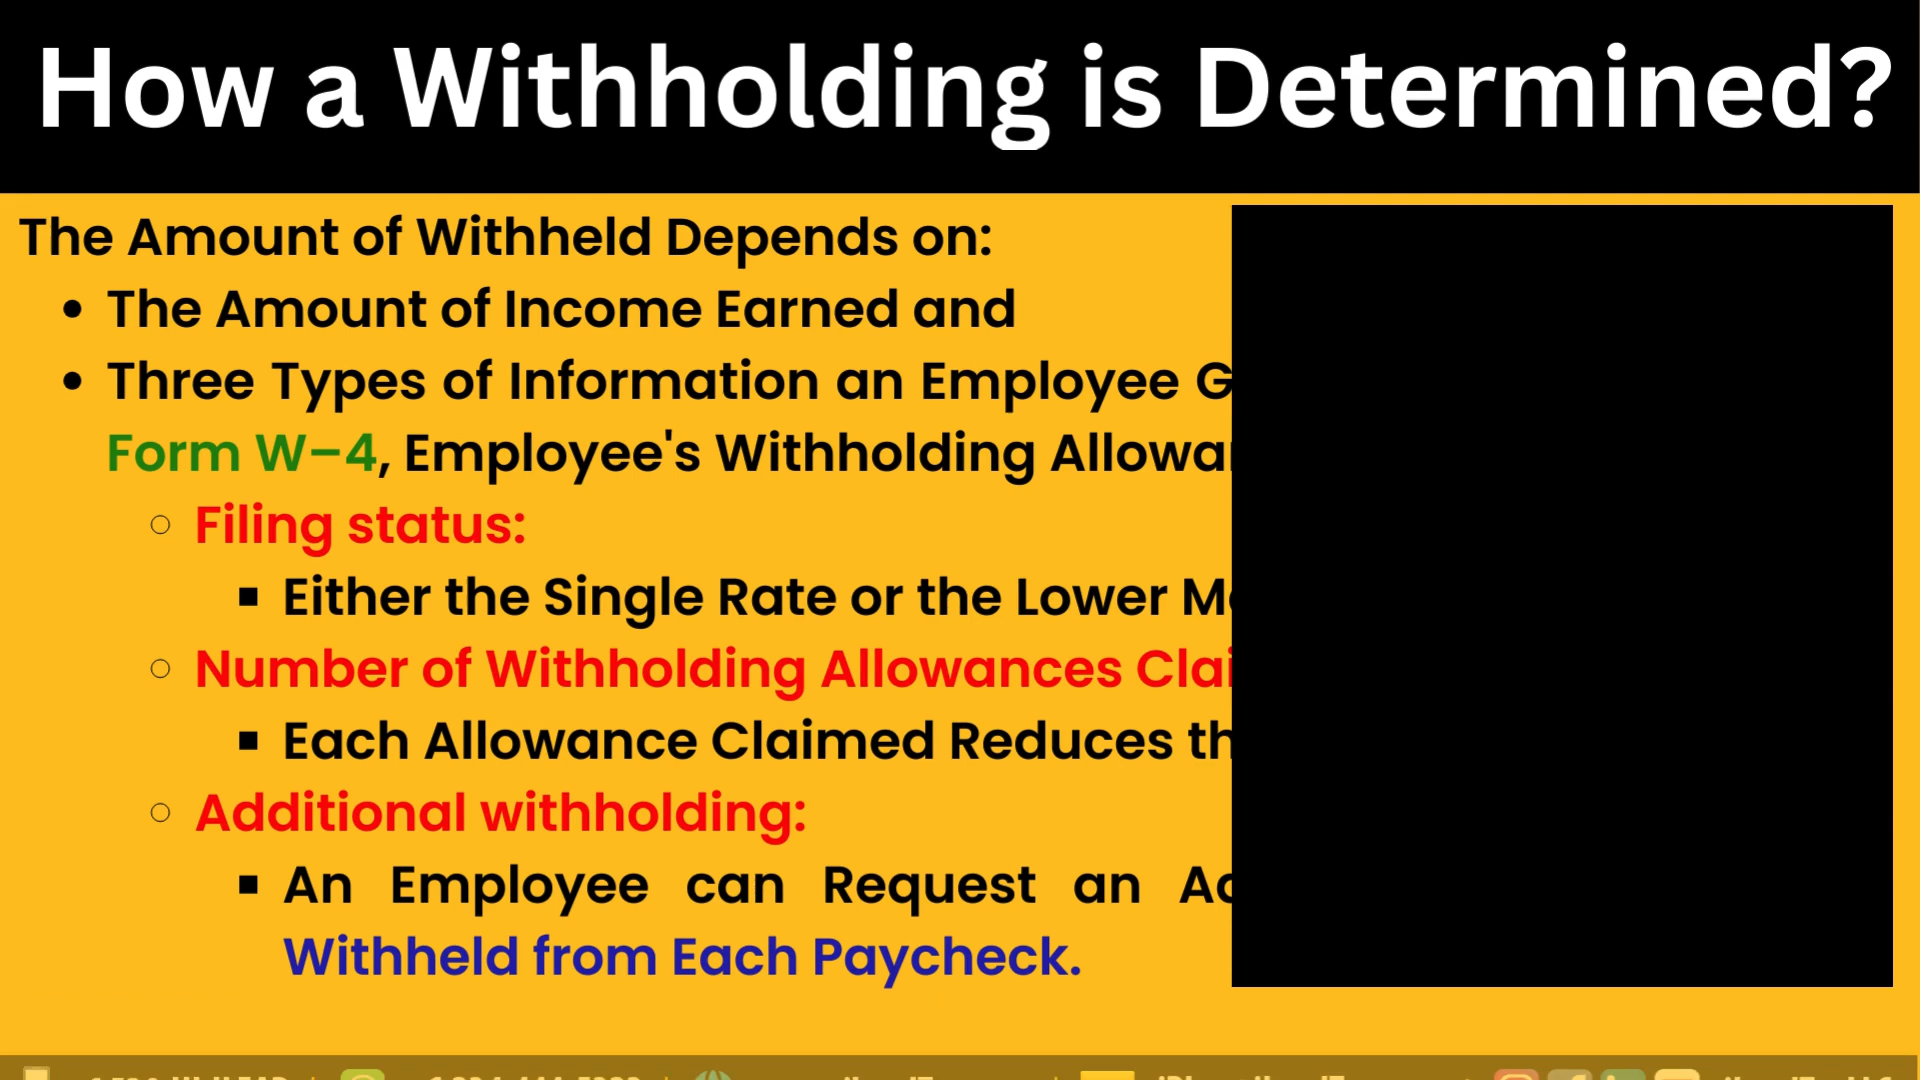 How a Withholding is Determined?
The Amount of Withheld Depends on:
• The Amount of Income Earned and
• Three Types of Information an Employee
Form W–4, Employee's Withholding
○ Filing status:
▪ Either the Single Rate or the Lower
○ Number of Withholding Allowances
▪ Each Allowance Claimed Reduces
○ Additional withholding:
▪ An Employee can Request an
Withheld from Each Paycheck.